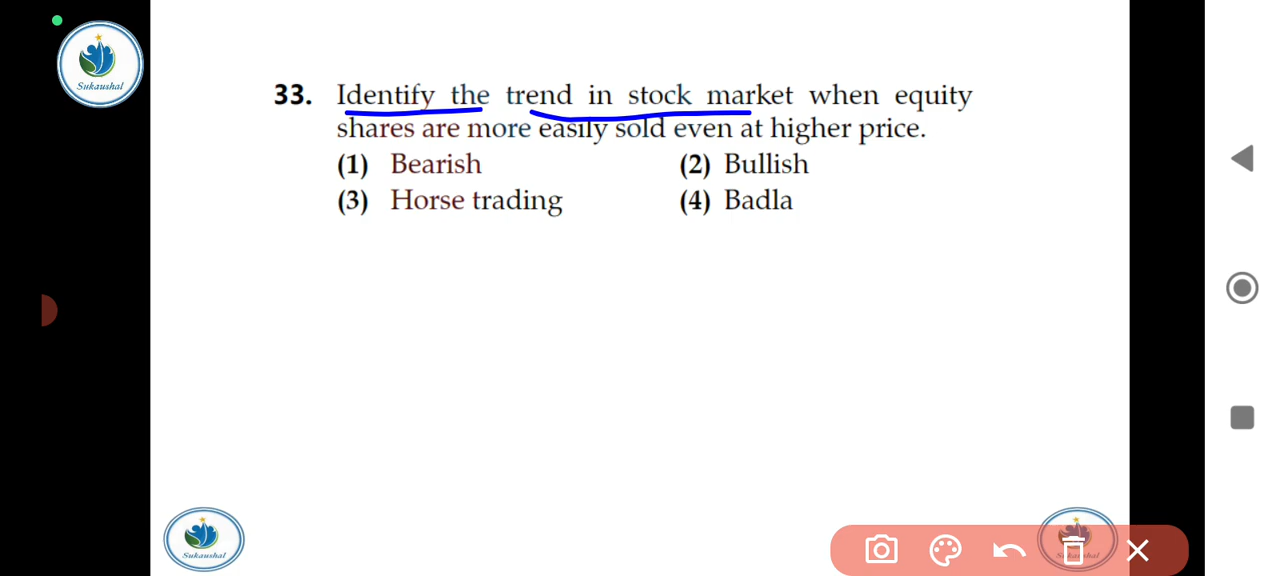 Sukaushal
33. Identify the trend in stock market when equity
shares are more easily sold even at higher price.
(1) Bearish (2) Bullish
(3) Horse trading (4) Badla
Sukaushal
Sukaushal